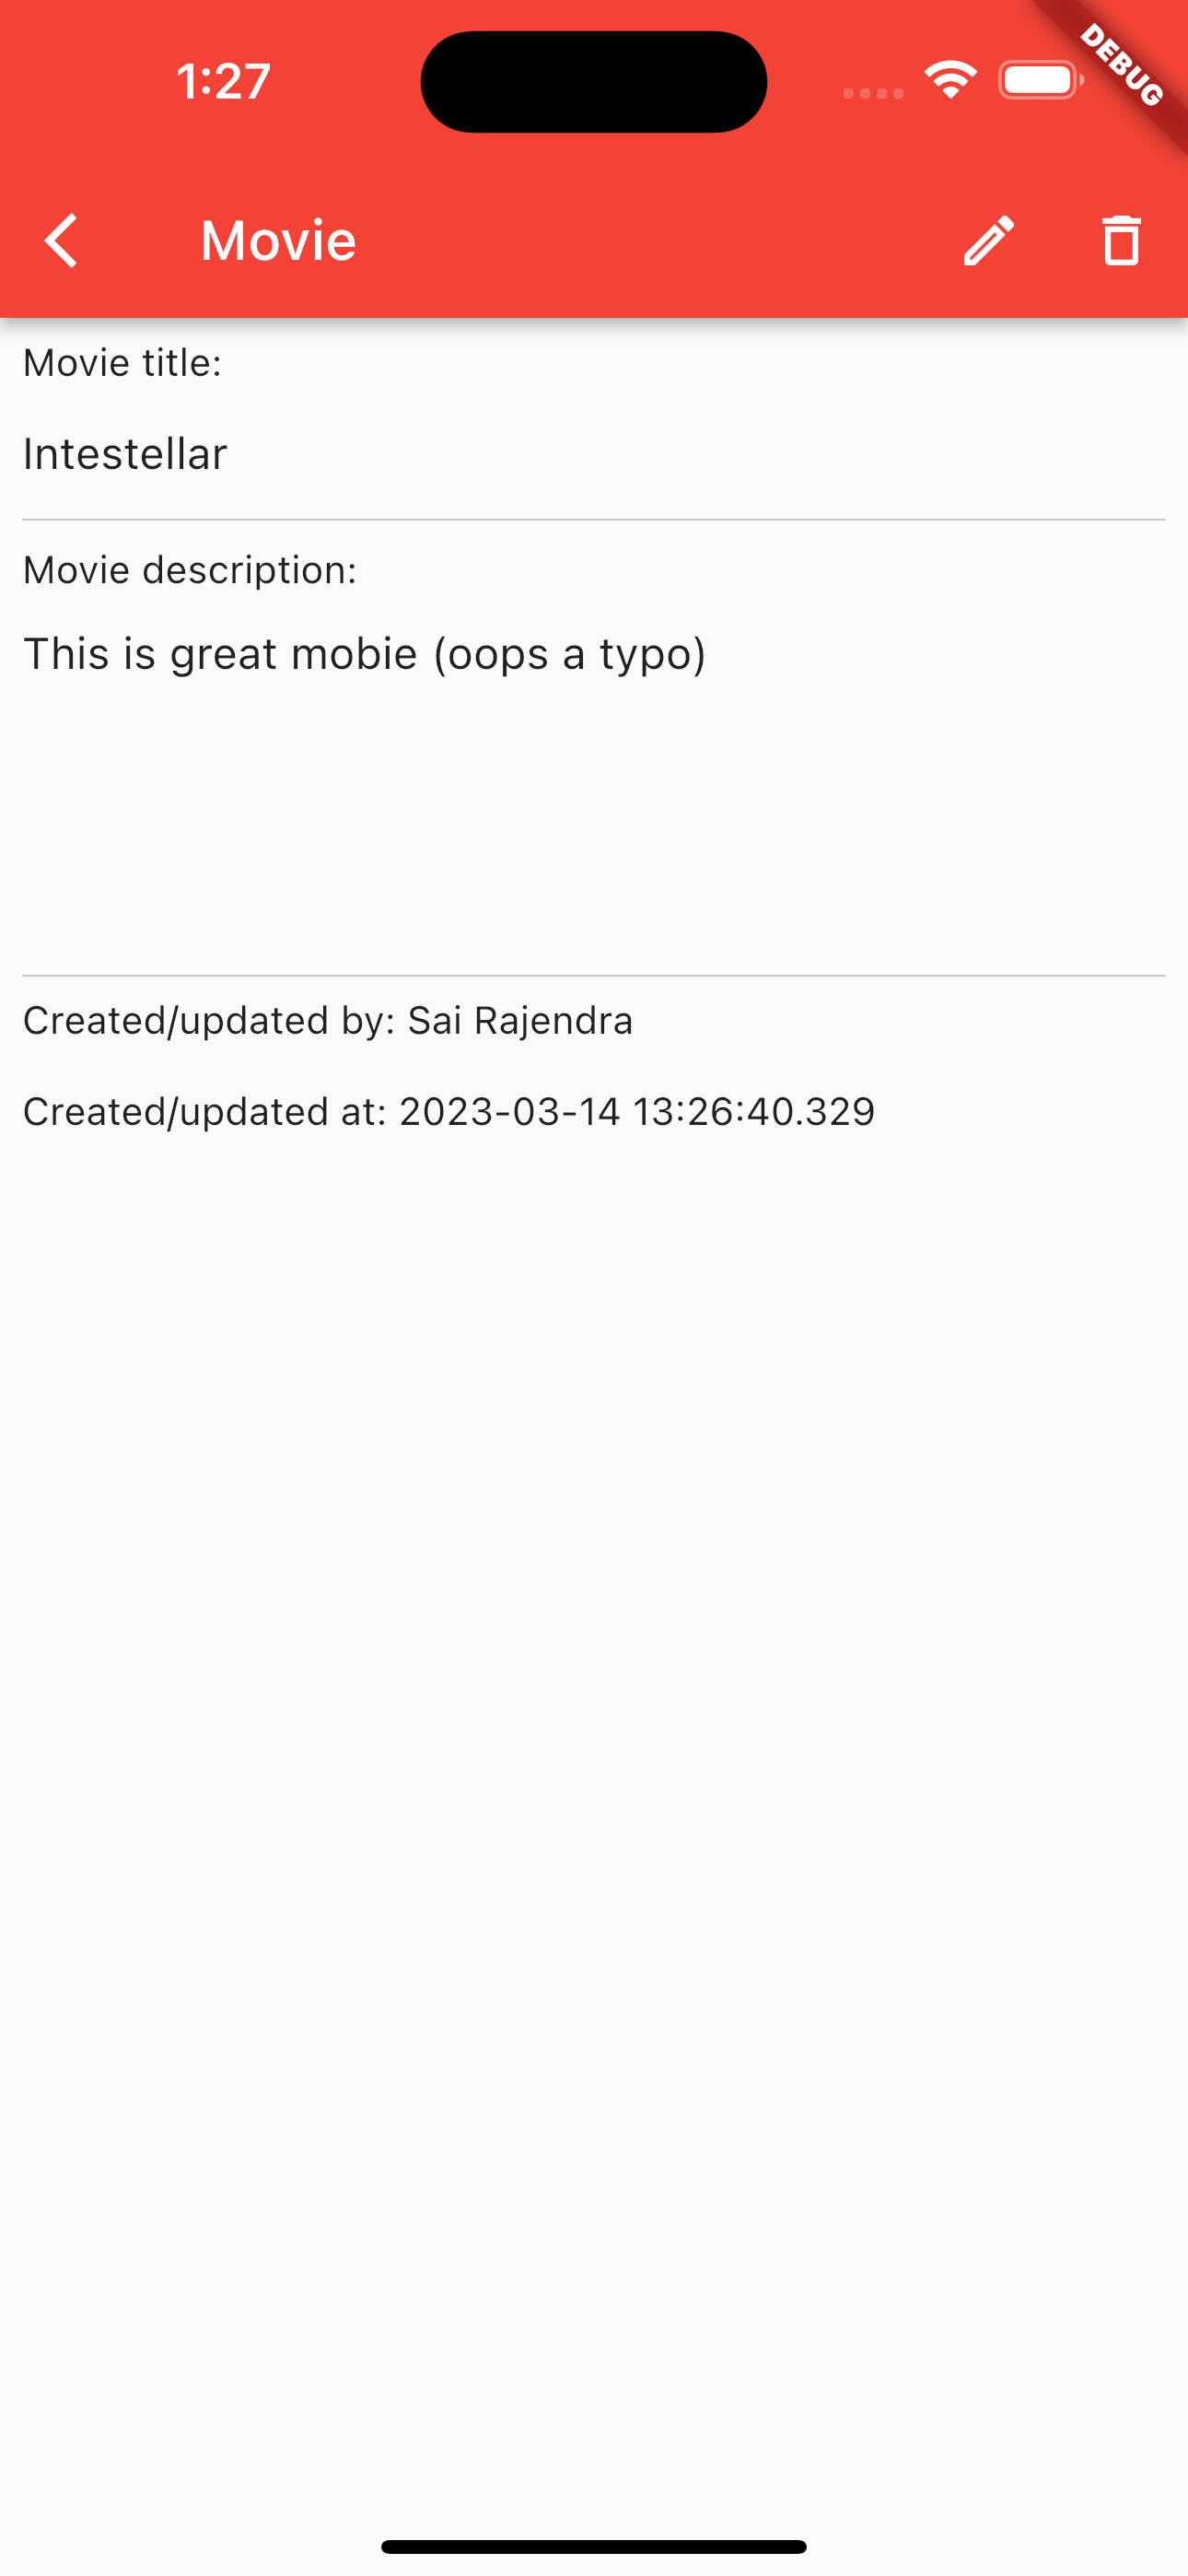 1:27
DEBUG
Movie
Movie title:
Intestellar
Movie description:
This is great mobie (oops a typo)
Created/updated by: Sai Rajendra
Created/updated at: 2023-03-14 13:26:40.329